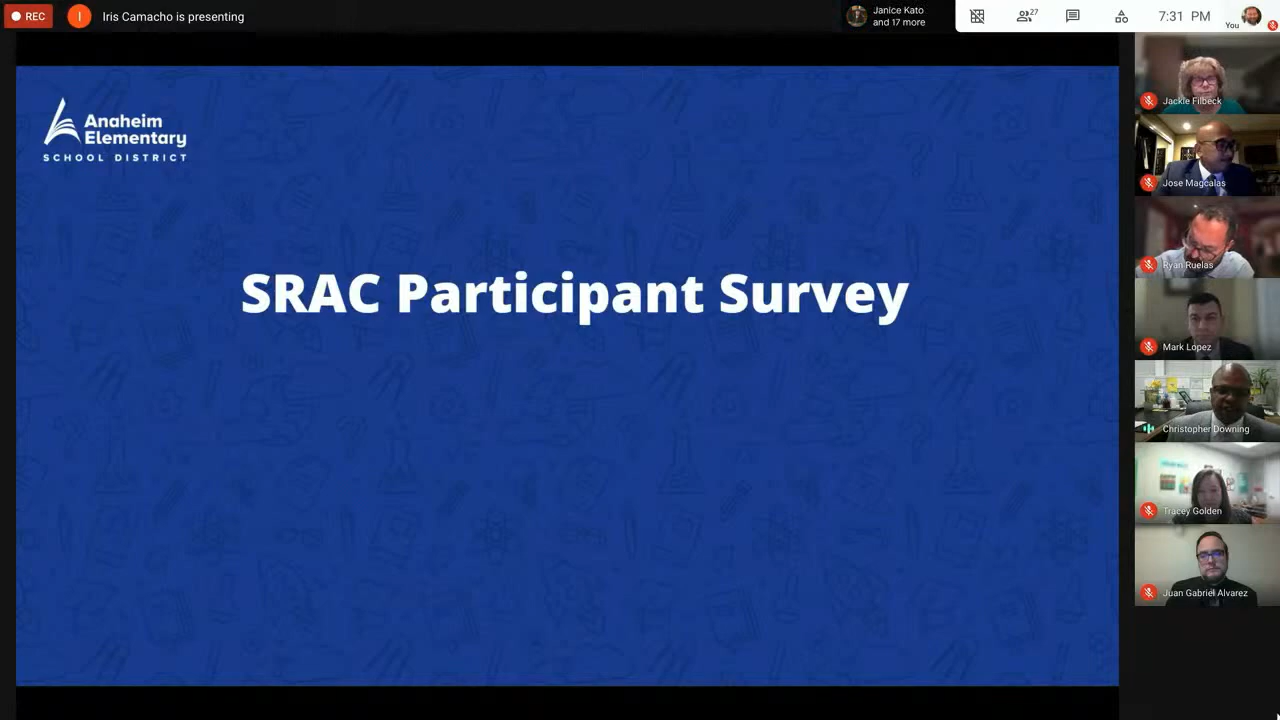 REC
I
Iris Camacho is presenting
Janice Kato
and 17 more
27
7:31 PM
You
Anaheim
Elementary
SCHOOL DISTRICT
SRAC Participant Survey
Jackie Filbeck
Jose Magcalas
Ryan Ruelas
Mark Lopez
Christopher Downing
Tracey Golden
Juan Gabriel Alvarez